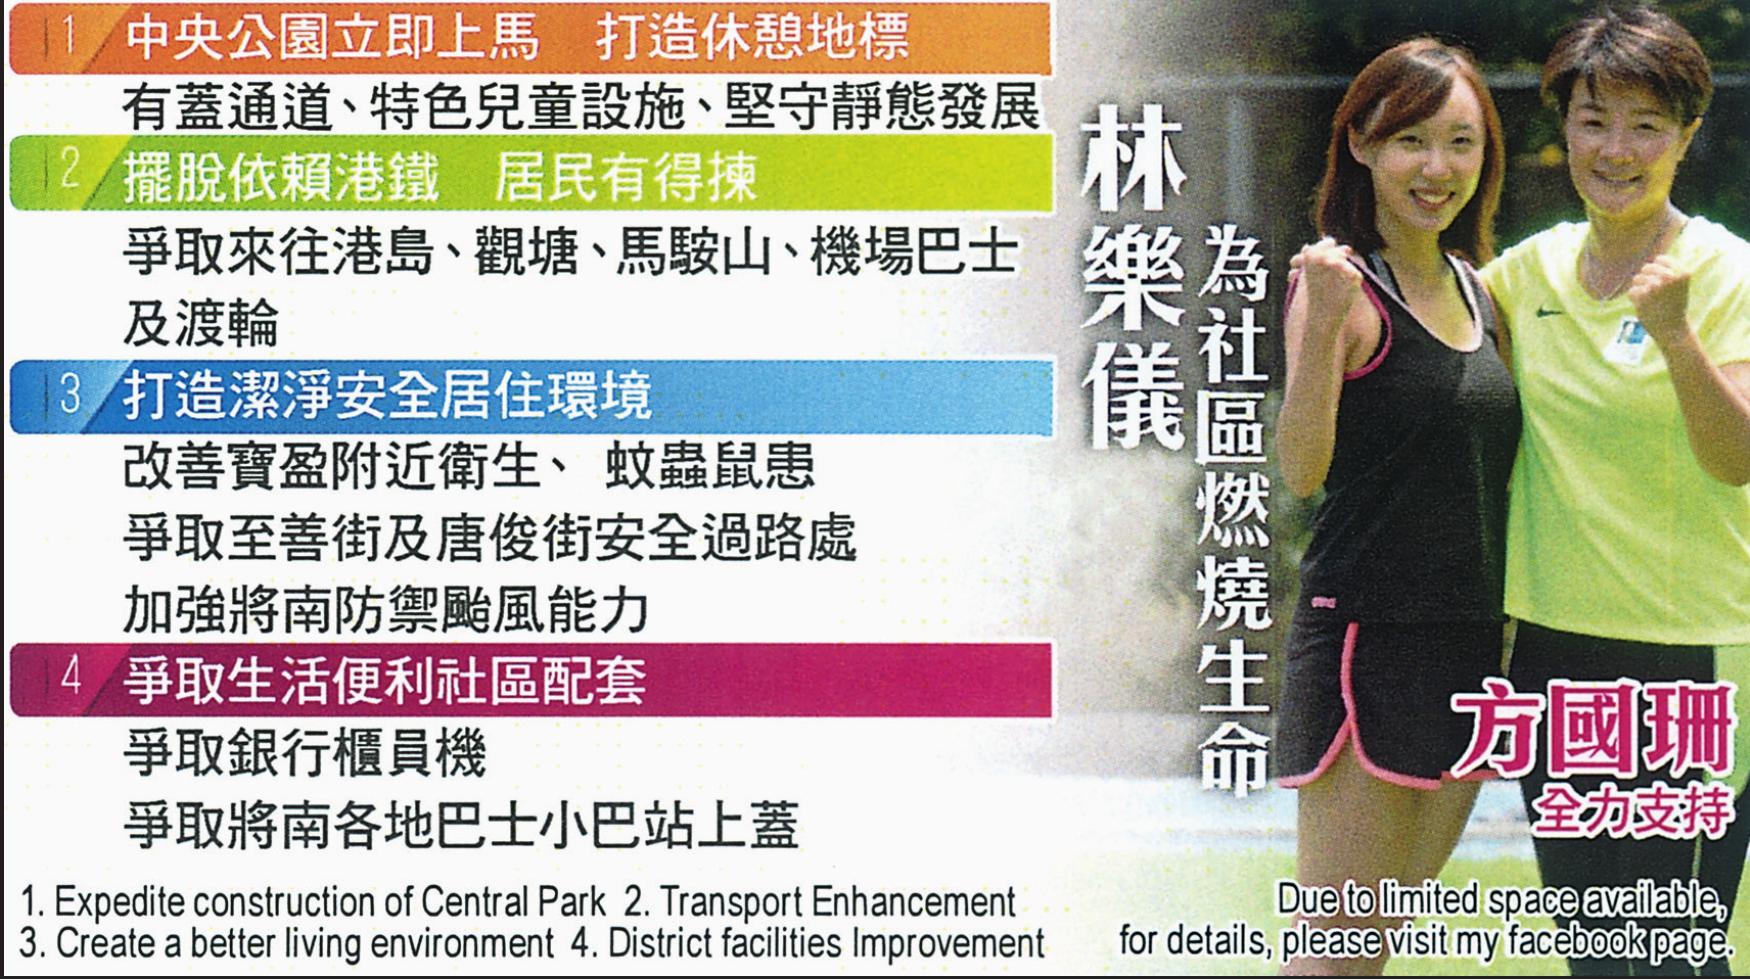 1 中央公園立即上馬 打造休憩地標
有蓋通道、特色兒童設施、堅守靜態發展
2 擺脫依賴港鐵 居民有得揀
爭取來往港島、觀塘、馬鞍山、機場巴士
及渡輪
3 打造潔淨安全居住環境
改善寶盈附近衛生、 蚊蟲鼠患
爭取至善街及唐俊街安全過路處
加強將南防禦颱風能力
4 爭取生活便利社區配套
爭取銀行櫃員機
爭取將南各地巴士小巴站上蓋
1. Expedite construction of Central Park 2. Transport Enhancement
3. Create a better living environment 4. District facilities Improvement
林樂儀
為社區燃燒生命
方國珊
全力支持
Due to limited space available,
for details, please visit my facebook page.